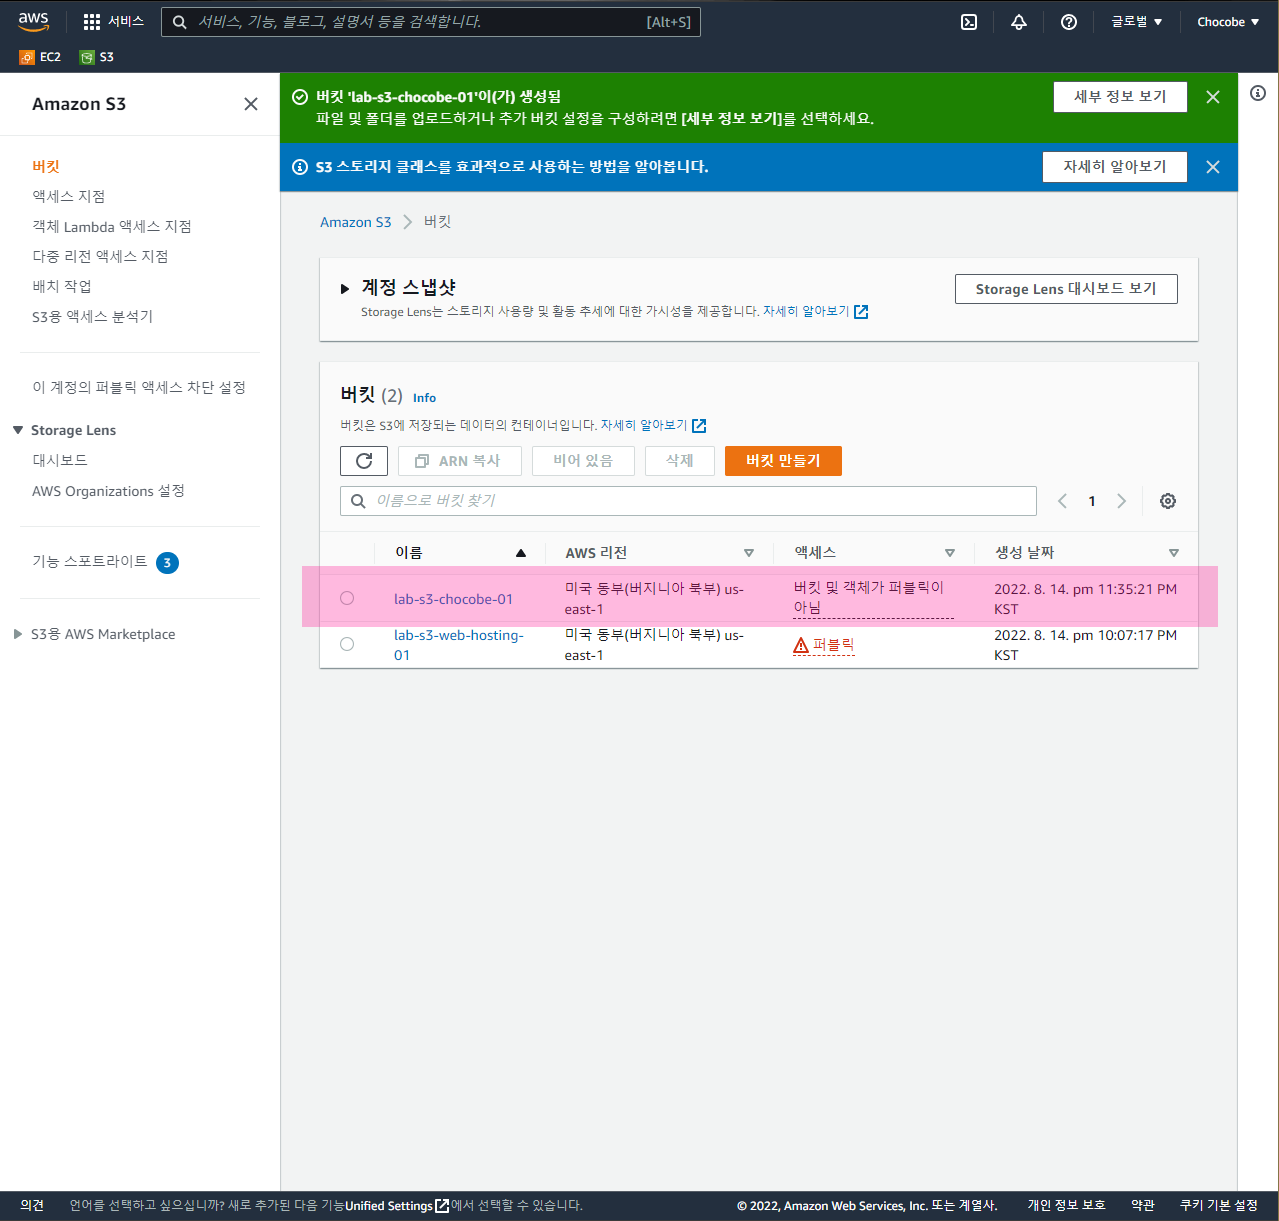 aws
서비스
서비스, 기능, 블로그, 설명서 등을 검색합니다.
[Alt+S]
글로벌
Chocobe
EC2
S3
Amazon S3
버킷
액세스 지점
객체 Lambda 액세스 지점
다중 리전 액세스 지점
배치 작업
S3용 액세스 분석기
이 계정의 퍼블릭 액세스 차단 설정
Storage Lens
대시보드
AWS Organizations 설정
기능 스포트라이트 3
S3용 AWS Marketplace
버킷 'lab-s3-chocobe-01'이(가) 생성됨
파일 및 폴더를 업로드하거나 추가 버킷 설정을 구성하려면 [세부 정보 보기]를 선택하세요.
세부 정보 보기
S3 스토리지 클래스를 효과적으로 사용하는 방법을 알아봅니다.
자세히 알아보기
Amazon S3
버킷
계정 스냅샷
Storage Lens는 스토리지 사용량 및 활동 추세에 대한 가시성을 제공합니다. 자세히 알아보기
Storage Lens 대시보드 보기
버킷 (2) Info
버킷은 S3에 저장되는 데이터의 컨테이너입니다. 자세히 알아보기
ARN 복사
비어 있음
삭제
버킷 만들기
이름으로 버킷 찾기
1
이름
AWS 리전
액세스
생성 날짜
lab-s3-chocobe-01
미국 동부(버지니아 북부) us-
east-1
버킷 및 객체가 퍼블릭이
아님
2022. 8. 14. pm 11:35:21 PM
KST
lab-s3-web-hosting-
01
미국 동부(버지니아 북부) us-
east-1
퍼블릭
2022. 8. 14. pm 10:07:17 PM
KST
의견
언어를 선택하고 싶으십니까? 새로 추가된 다음 기능Unified Settings에서 선택할 수 있습니다.
© 2022, Amazon Web Services, Inc. 또는 계열사.
개인 정보 보호
약관
쿠키 기본 설정